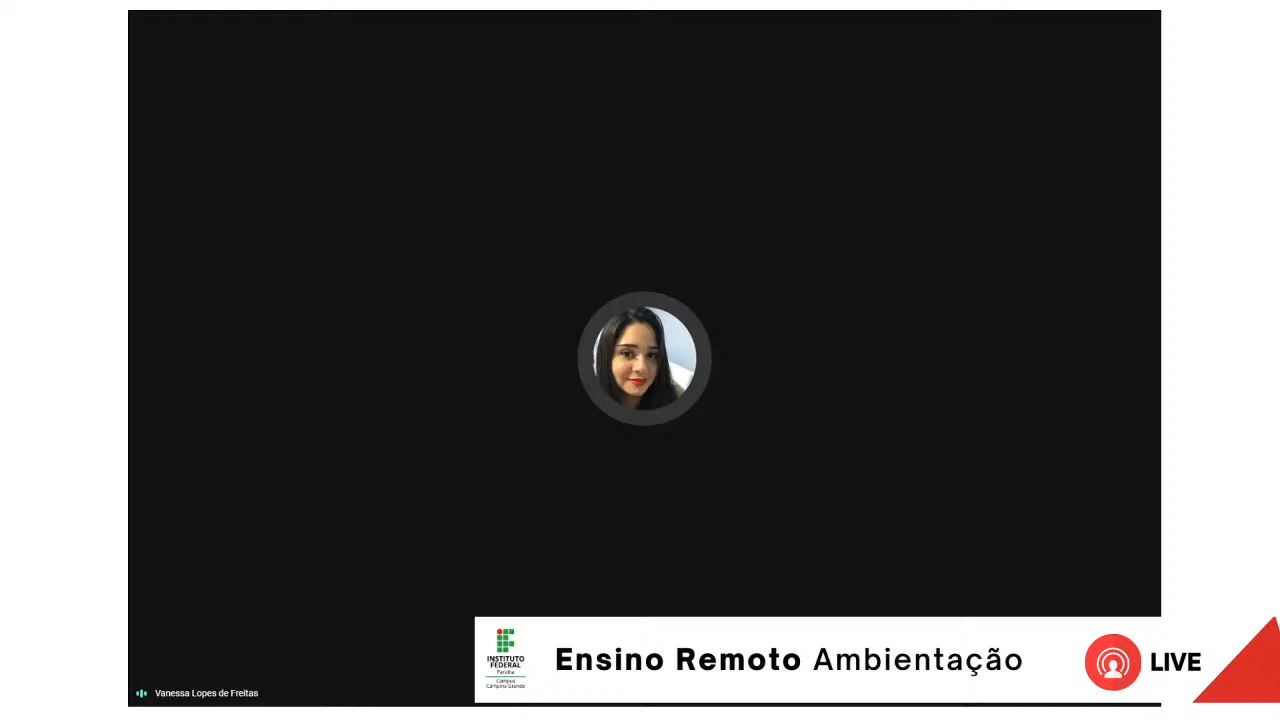 INSTITUTO
FEDERAL
Paraíba
Campus
Campina Grande
Ensino Remoto Ambientação
LIVE
Vanessa Lopes de Freitas